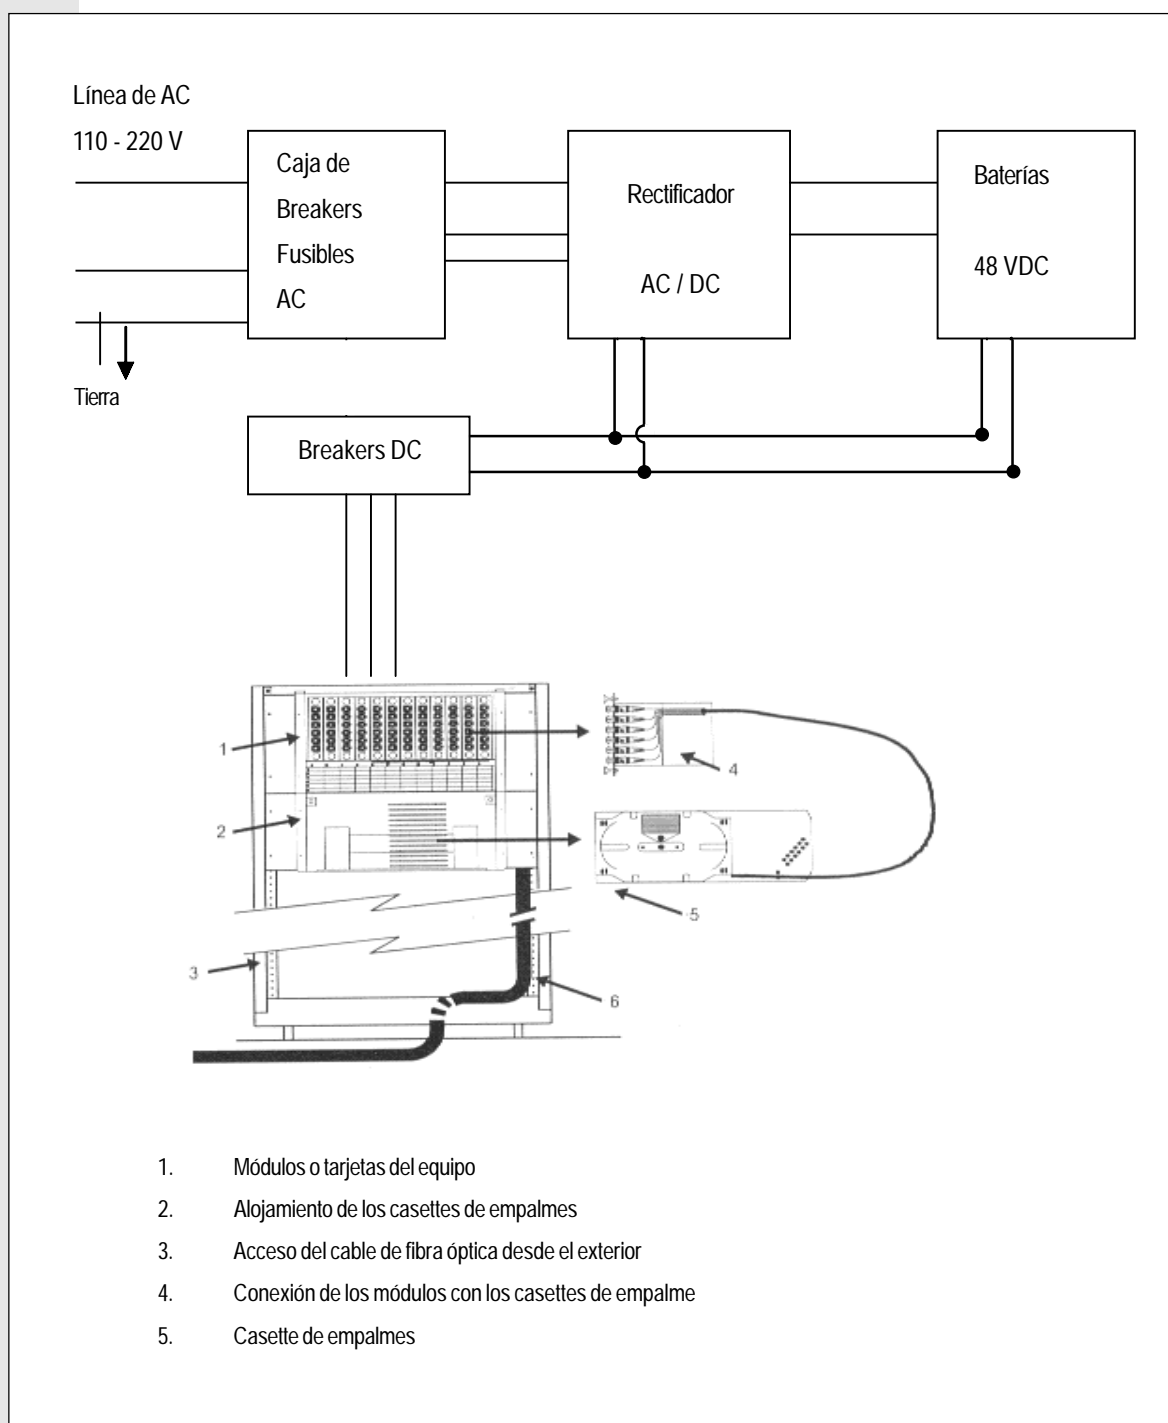 Línea de AC
110 - 220 V
Caja de
Breakers
Fusibles
AC
Rectificador
AC / DC
Baterías
48 VDC
Tierra
Breakers DC
1
2
3
4
5
6
1. Módulos o tarjetas del equipo
2. Alojamiento de los casettes de empalmes
3. Acceso del cable de fibra óptica desde el exterior
4. Conexión de los módulos con los casettes de empalme
5. Casette de empalmes